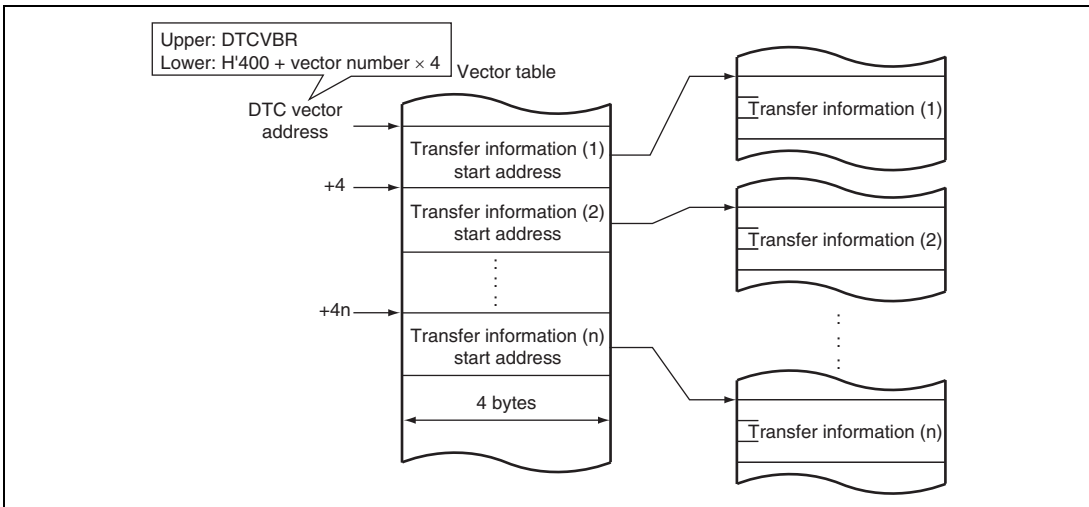 Upper: DTCVBR
Lower: H'400 + vector number × 4
Vector table
DTC vector
address
Transfer information (1)
start address
+4
Transfer information (2)
start address
+4n
Transfer information (n)
start address
4 bytes
Transfer information (1)
Transfer information (2)
Transfer information (n)